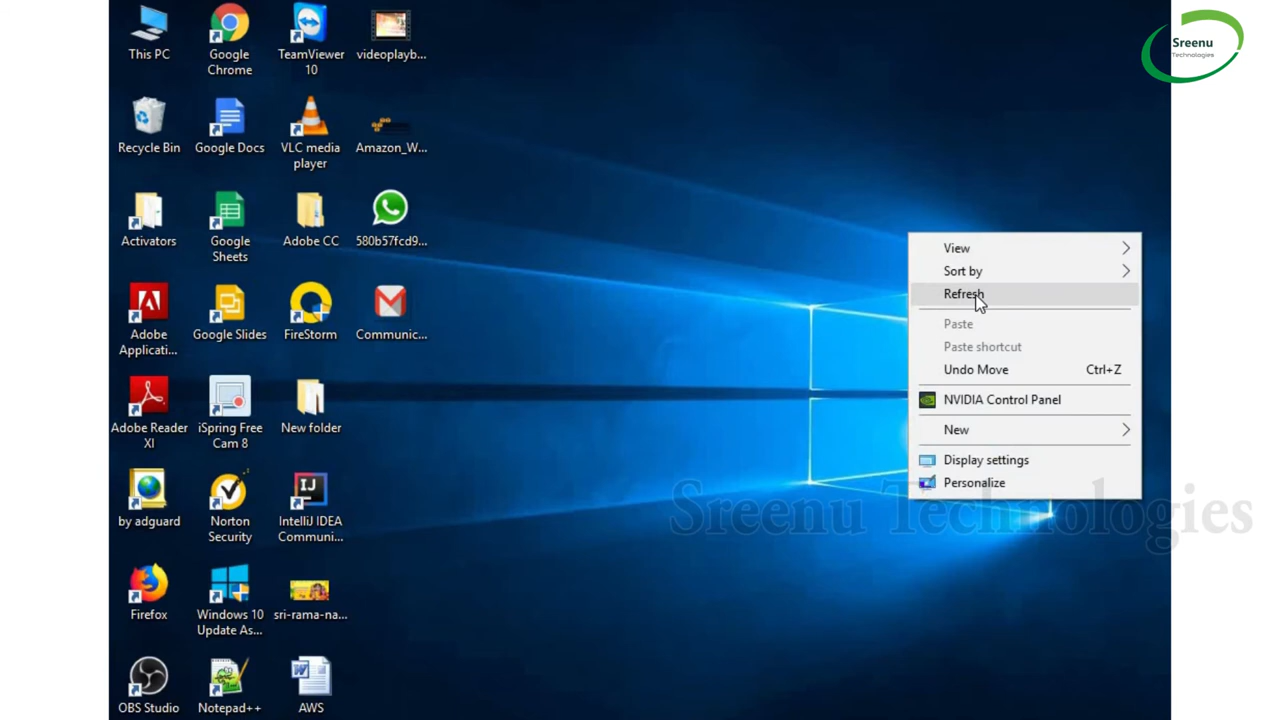 Sreenu
Technologies
This PC
Google
Chrome
TeamViewer
10
videoplayb...
Recycle Bin
Google Docs
VLC media
player
Amazon_W...
Activators
Google
Sheets
Adobe CC
580b57fcd9...
Adobe
Applicati...
Google Slides
FireStorm
Communic...
Adobe Reader
XI
iSpring Free
Cam 8
New folder
by adguard
Norton
Security
IJ
IntelliJ IDEA
Communi...
Firefox
Windows 10
Update As...
sri-rama-na...
OBS Studio
Notepad++
W
AWS
View
Sort by
Refresh
Paste
Paste shortcut
Undo Move Ctrl+Z
NVIDIA Control Panel
New
Display settings
Personalize
Sreenu Technologies